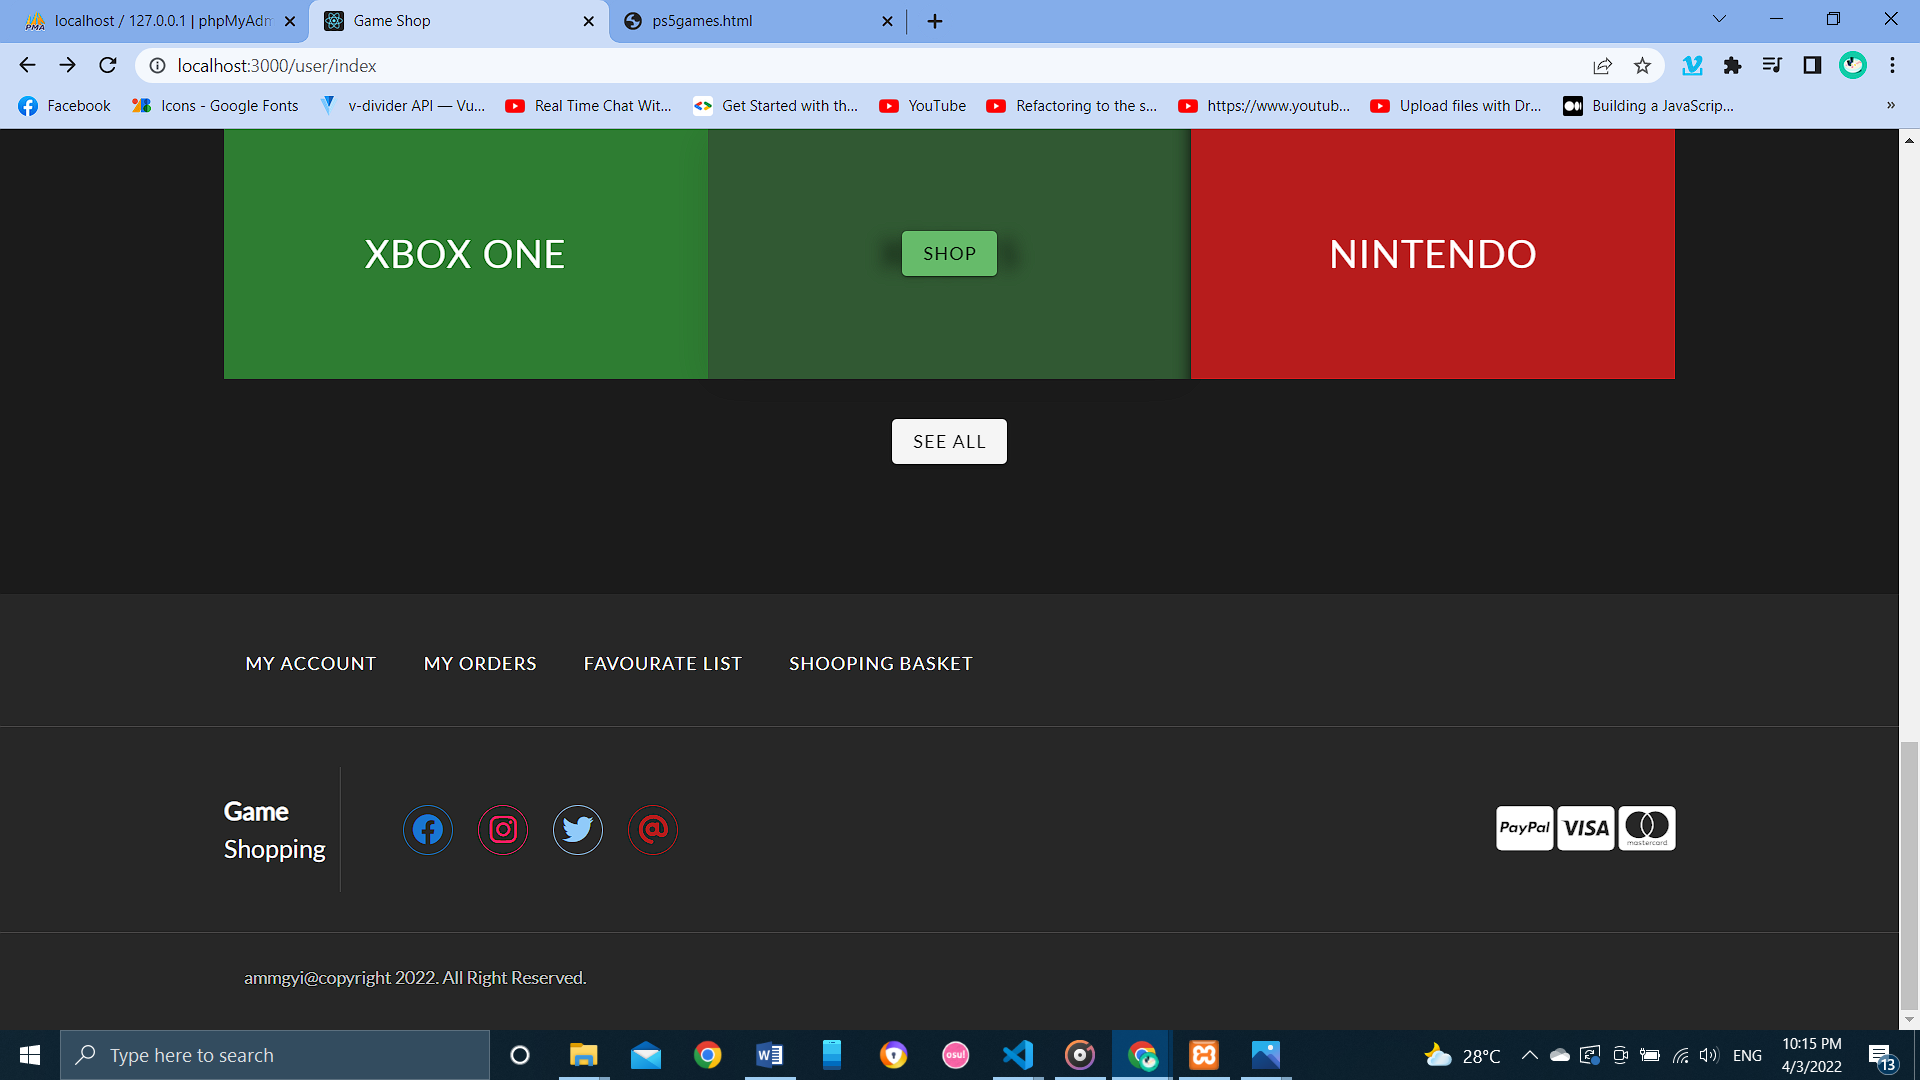 localhost / 127.0.0.1 | phpMyAdm
Game Shop
ps5games.html
localhost:3000/user/index
Facebook
Icons - Google Fonts
v-divider API — Vu...
Real Time Chat Wit...
Get Started with th...
YouTube
Refactoring to the s...
https://www.youtub...
Upload files with Dr...
Building a JavaScrip...
»
XBOX ONE
SHOP
NINTENDO
SEE ALL
MY ACCOUNT
MY ORDERS
FAVOURATE LIST
SHOOPING BASKET
Game
Shopping
PayPal
VISA
mastercard.
ammgyi@copyright 2022. All Right Reserved.
Type here to search
osu!
28°C
ENG
10:15 PM
4/3/2022
13